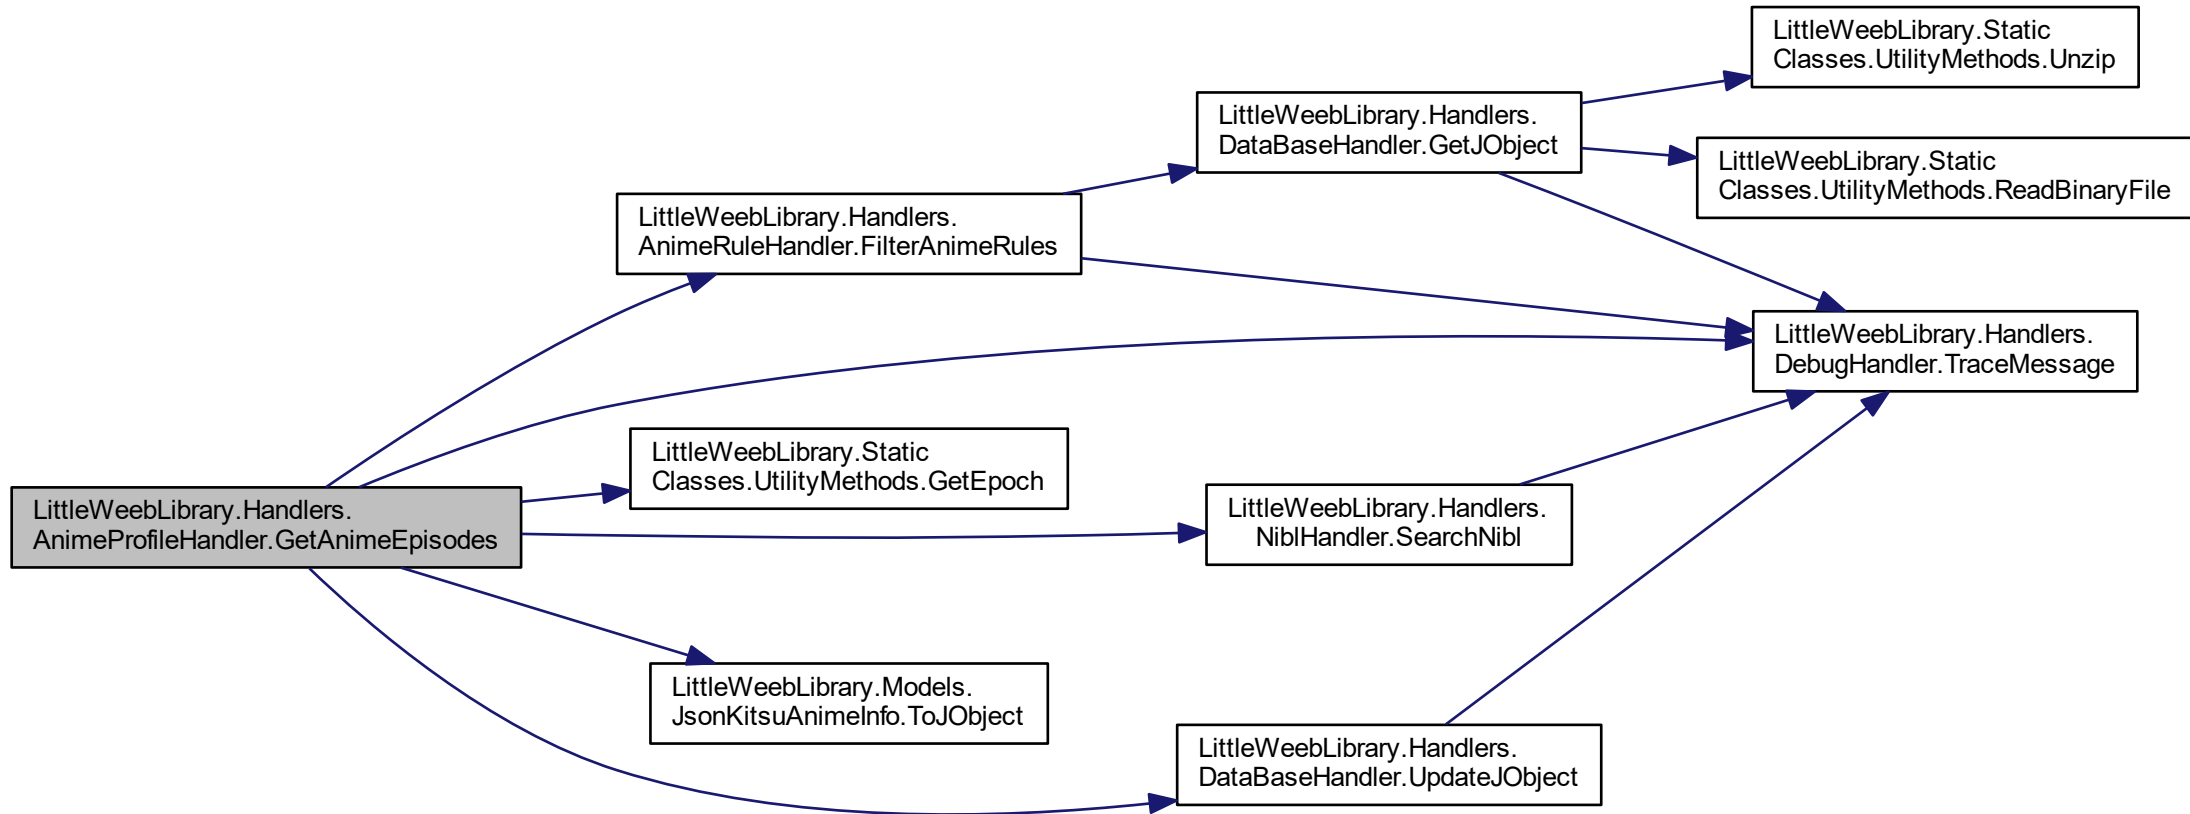 LittleWeebLibrary.Static
Classes.UtilityMethods.Unzip
LittleWeebLibrary.Handlers.
DataBaseHandler.GetJObject
LittleWeebLibrary.Static
Classes.UtilityMethods.ReadBinaryFile
LittleWeebLibrary.Handlers.
AnimeRuleHandler.FilterAnimeRules
LittleWeebLibrary.Handlers.
DebugHandler.TraceMessage
LittleWeebLibrary.Static
Classes.UtilityMethods.GetEpoch
LittleWeebLibrary.Handlers.
AnimeProfileHandler.GetAnimeEpisodes
LittleWeebLibrary.Handlers.
NiblHandler.SearchNibl
LittleWeebLibrary.Models.
JsonKitsuAnimeInfo.ToJObject
LittleWeebLibrary.Handlers.
DataBaseHandler.UpdateJObject